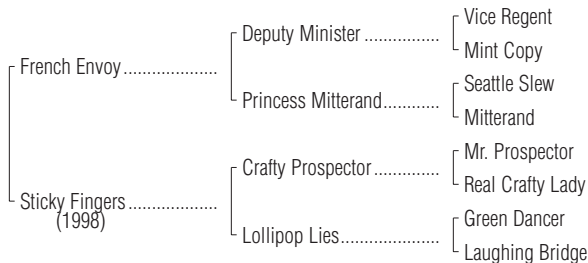 Vice Regent
Deputy Minister ................
Mint Copy
French Envoy ....................
Seattle Slew
Princess Mitterand ............
Mitterand
Mr. Prospector
Crafty Prospector ..............
Real Crafty Lady
Sticky Fingers ...................
(1998)
Green Dancer
Lollipop Lies .....................
Laughing Bridge